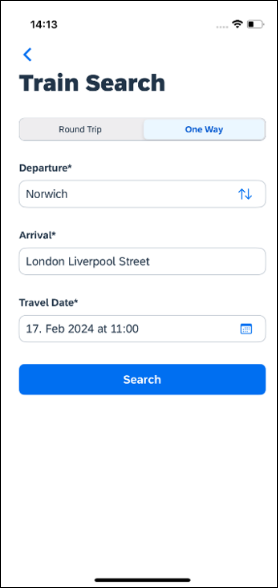 14:13
Train Search
Round Trip One Way
Departure*
Norwich
Arrival*
London Liverpool Street
Travel Date*
17. Feb 2024 at 11:00
Search